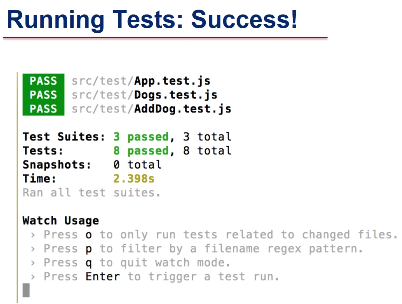 Running Tests: Success!
PASS src/test/App.test.js
PASS src/test/Dogs.test.js
PASS src/test/AddDog.test.js
Test Suites: 3 passed, 3 total
Tests: 8 passed, 8 total
Snapshots: 0 total
Time: 2.398s
Ran all test suites.
Watch Usage
› Press o to only run tests related to changed files.
› Press p to filter by a filename regex pattern.
› Press q to quit watch mode.
› Press Enter to trigger a test run.